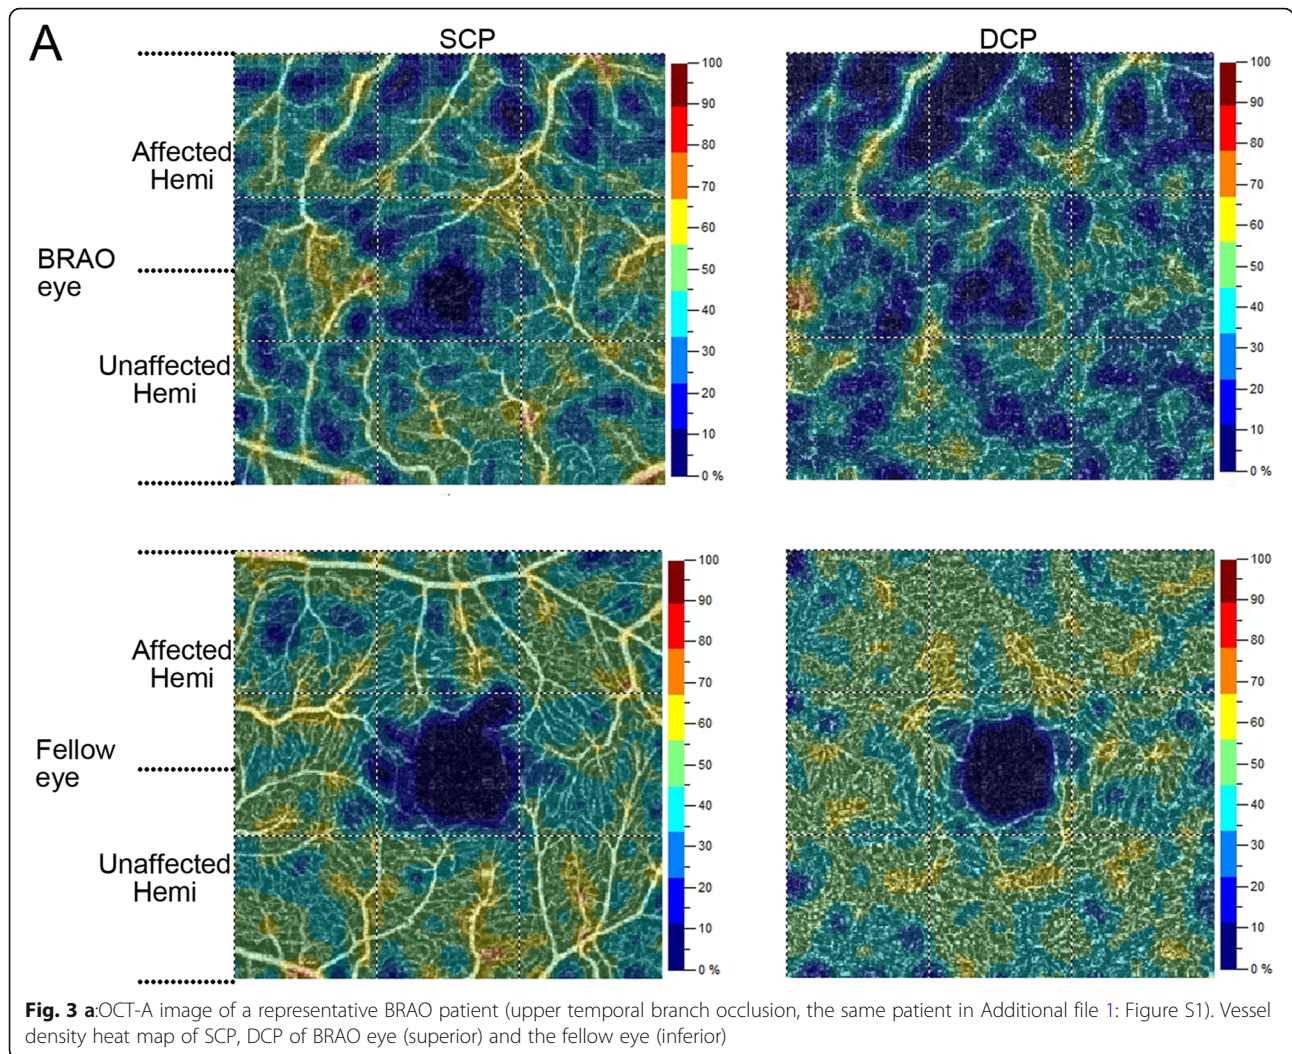 A
SCP
DCP
Affected
Hemi
BRAO
eye
Unaffected
Hemi
100
90
80
70
60
50
40
30
20
10
0 %
100
90
80
70
60
50
40
30
20
10
0 %
Affected
Hemi
Fellow
eye
Unaffected
Hemi
100
90
80
70
60
50
40
30
20
10
0 %
100
90
80
70
60
50
40
30
20
10
0 %
Fig. 3 a:OCT-A image of a representative BRAO patient (upper temporal branch occlusion, the same patient in Additional file 1: Figure S1). Vessel
density heat map of SCP, DCP of BRAO eye (superior) and the fellow eye (inferior)